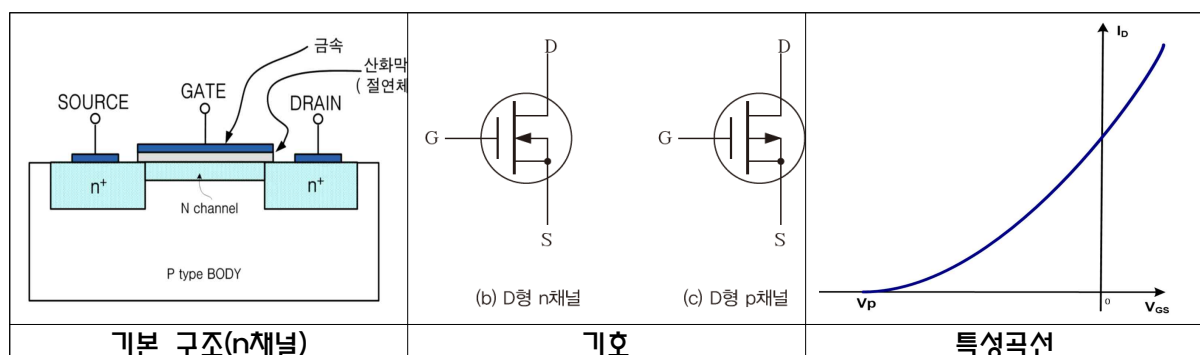 금속
산화막
( 절연체
SOURCE
GATE
DRAIN
n+
n+
N channel
P type BODY
기본 구조(n채널)
D
G
S
(b) D형 n채널
D
G
S
(c) D형 p채널
기호
ID
Vp
0
VGS
특성곡선